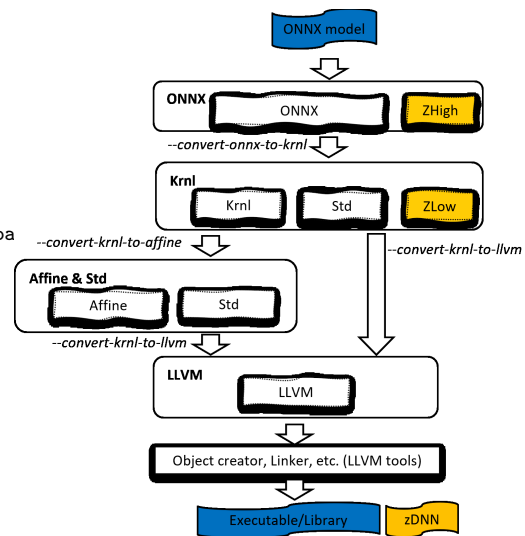 ONNX model
ONNX
ONNX
ZHigh
--convert-onnx-to-krnl
Krnl
Krnl
Std
ZLow
pa
--convert-krnl-to-affine
--convert-krnl-to-llvm
Affine & Std
Affine
Std
--convert-krnl-to-llvm
LLVM
LLVM
Object creator, Linker, etc. (LLVM tools)
Executable/Library
zDNN